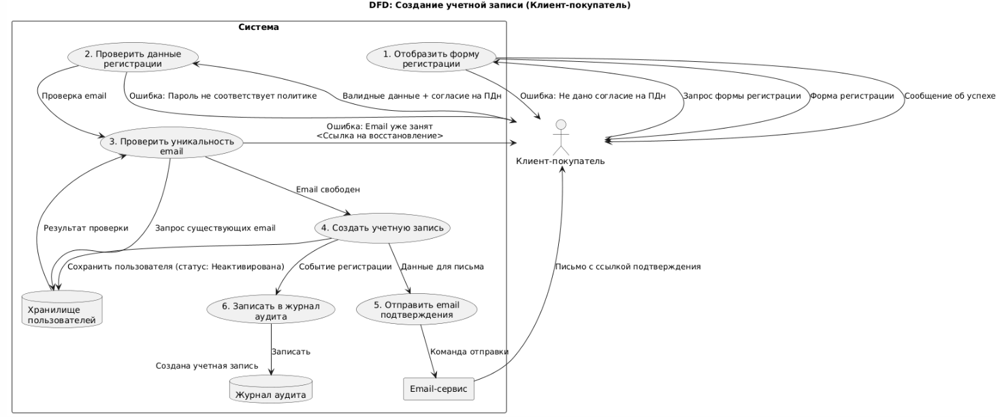 DFD: Создание учетной записи (Клиент-покупатель)
Система
2. Проверить данные
регистрации
1. Отобразить форму
регистрации
Проверка email
Ошибка: Пароль не соответствует политике
Валидные данные + согласие на ПДн
Ошибка: Не дано согласие на ПДн
Запрос формы регистрации
Форма регистрации
Сообщение об успехе
3. Проверить уникальность
email
Ошибка: Email уже занят
<Ссылка на восстановление>
Клиент-покупатель
Email свободен
Результат проверки
Запрос существующих email
4. Создать учетную запись
Сохранить пользователя (статус: Неактивирована)
Событие регистрации
Данные для письма
Письмо с ссылкой подтверждения
Хранилище
пользователей
6. Записать в журнал
аудита
5. Отправить email
подтверждения
Записать
Команда отправки
Создана учетная запись
Журнал аудита
Email-сервис